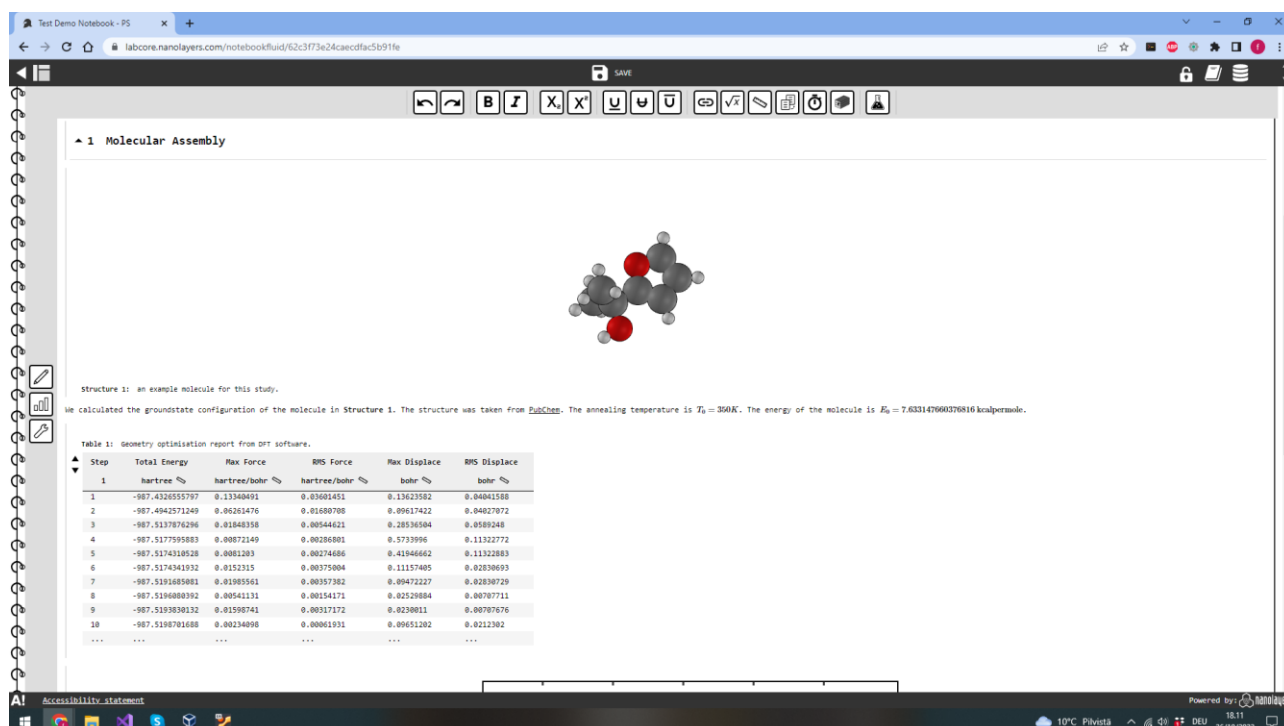 Test Demo Notebook - PS
labcore.nanolayers.com/notebookfluid/62c3f73e24caecdfac5b91fe
SAVE
B I X₂ Xᵃ U U U √x
1 Molecular Assembly
Structure 1: an example molecule for this study.
We calculated the groundstate configuration of the molecule in Structure 1. The structure was taken from PubChem. The annealing temperature is T₀ = 350K. The energy of the molecule is E₀ = 7.633147660376816 kcalpermole.
Table 1: Geometry optimisation report from DFT software.
Step Total Energy Max Force RMS Force Max Displace RMS Displace
1 hartree hartree/bohr hartree/bohr bohr bohr
1 -987.4326555797 0.13340491 0.03601451 0.13623582 0.04041588
2 -987.4942571249 0.06261476 0.01680708 0.09617422 0.04027072
3 -987.5137876296 0.01848358 0.00544621 0.28536504 0.0589248
4 -987.5177595883 0.00872149 0.00286801 0.5733996 0.11322772
5 -987.5174310528 0.0081203 0.00274686 0.41946662 0.11322883
6 -987.5174341932 0.0152315 0.00375004 0.11157405 0.02830693
7 -987.5191685081 0.01985561 0.00357382 0.09472227 0.02830729
8 -987.5196080392 0.00541131 0.00154171 0.02529884 0.00707711
9 -987.5193830132 0.01598741 0.00317172 0.0230011 0.00707676
10 -987.5198701688 0.00234098 0.00061931 0.09651202 0.0212302
... ... ... ... ... ...
A! Accessibility statement
Powered by: nanolaye
10°C Pilvistä DEU 18.11